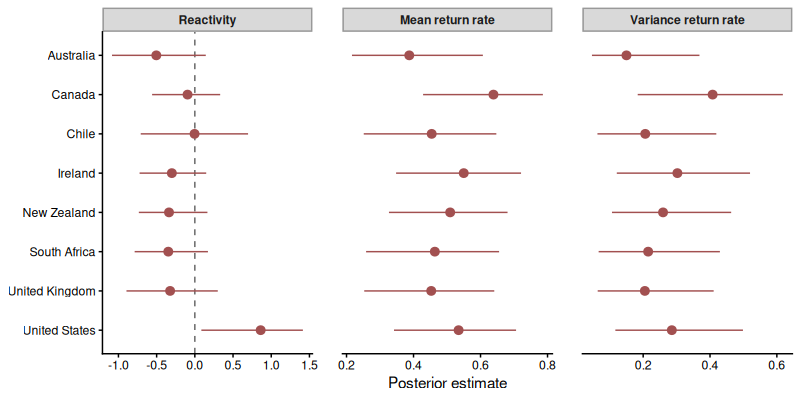 Reactivity Mean return rate Variance return rate
Australia
Canada
Chile
Ireland
New Zealand
South Africa
United Kingdom
United States
-1.0 -0.5 0.0 0.5 1.0 1.5 0.2 0.4 0.6 0.8 0.2 0.4 0.6
Posterior estimate